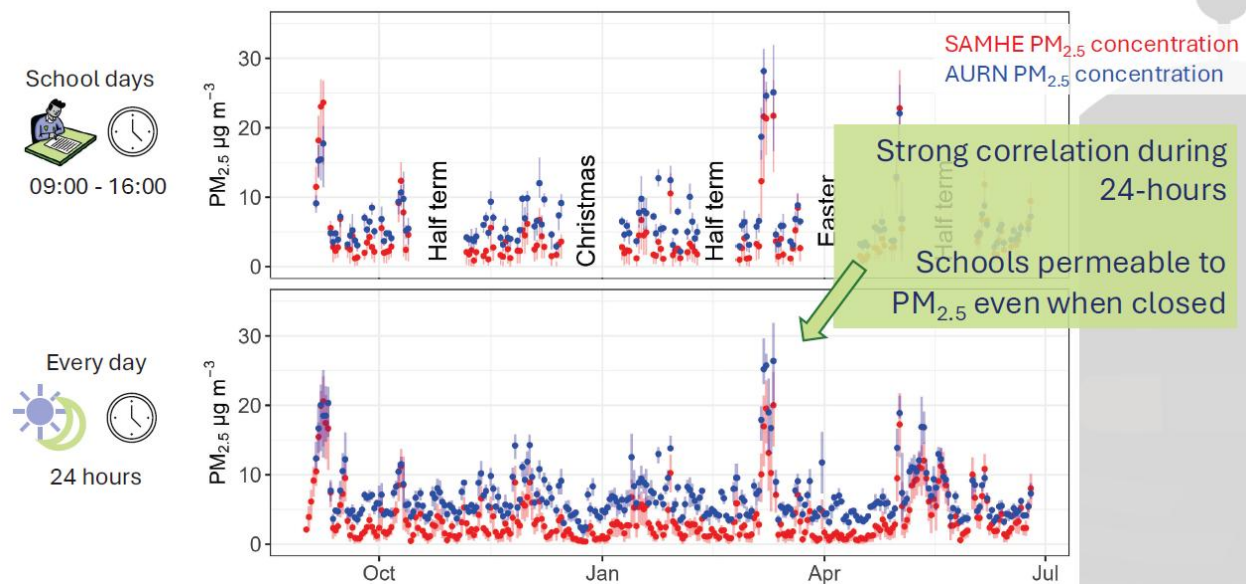 SAMHE PM2.5 concentration
AURN PM2.5 concentration
School days
09:00 - 16:00
PM2.5 µg m−3
30
20
10
0
Half term
Christmas
Half term
Easter
Half term
Strong correlation during
24-hours
Schools permeable to
PM2.5 even when closed
Every day
24 hours
PM2.5 µg m−3
30
20
10
0
Oct
Jan
Apr
Jul